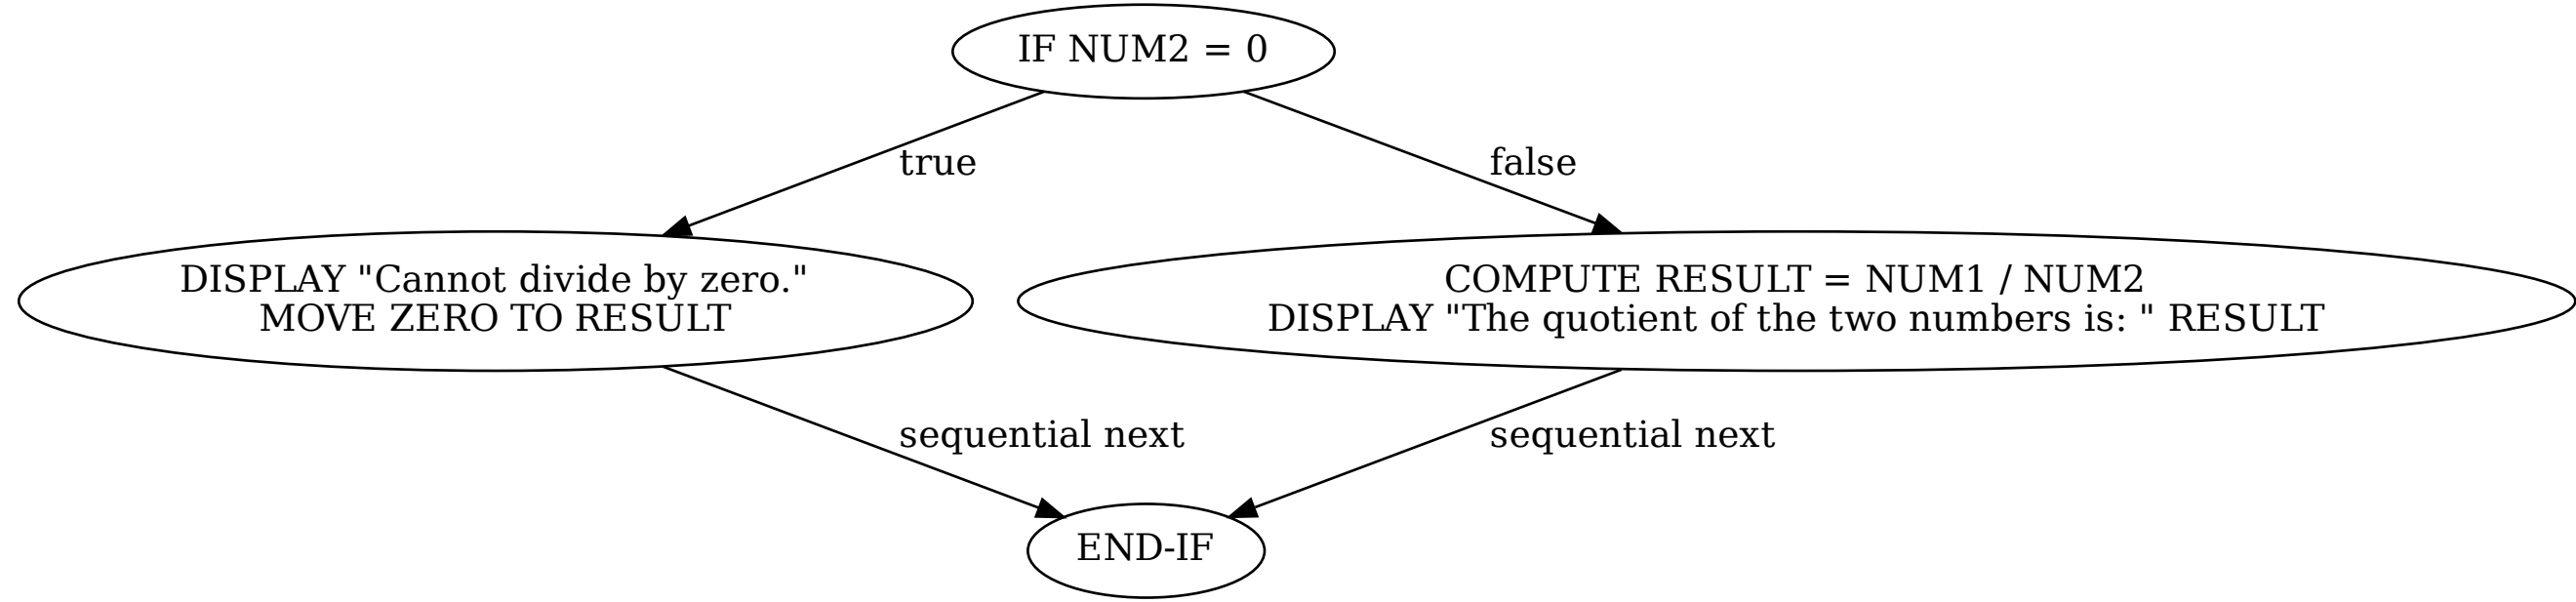 IF NUM2 = 0
true
false
DISPLAY "Cannot divide by zero."
MOVE ZERO TO RESULT
COMPUTE RESULT = NUM1 / NUM2
DISPLAY "The quotient of the two numbers is: " RESULT
sequential next
sequential next
END-IF